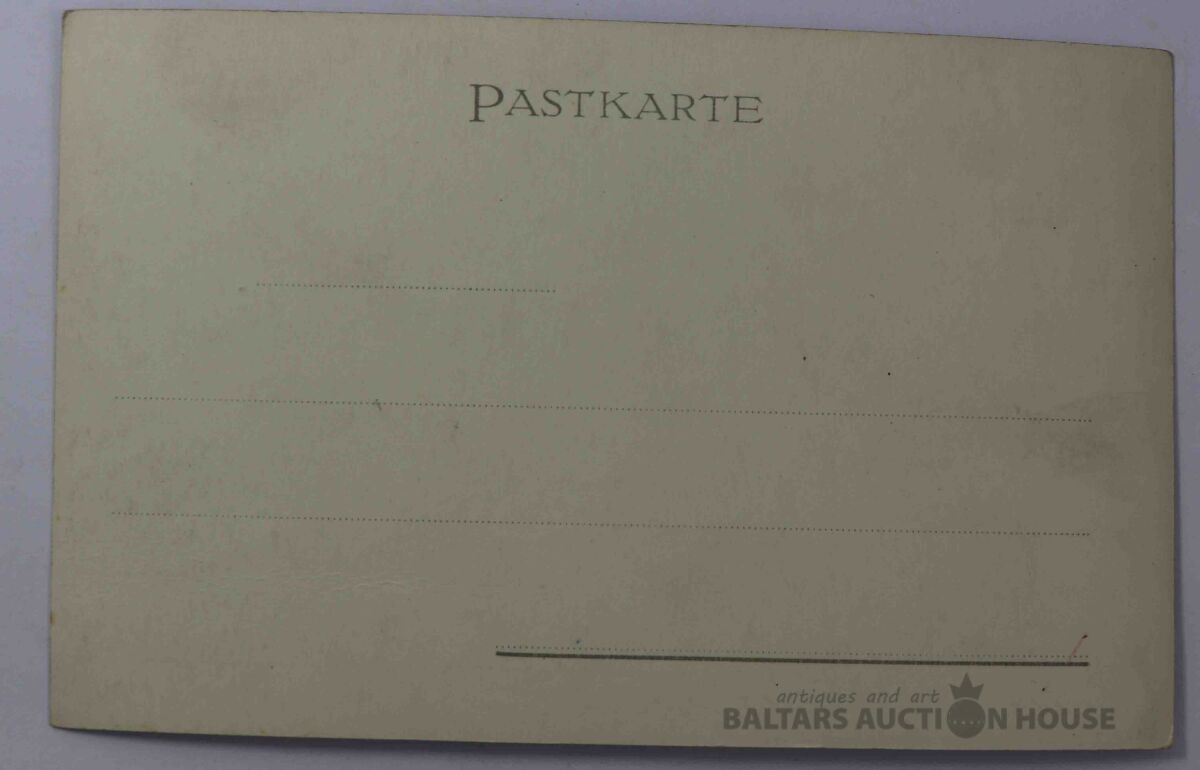 PASTKARTE
antiques and art
BALTARS AUCTION HOUSE